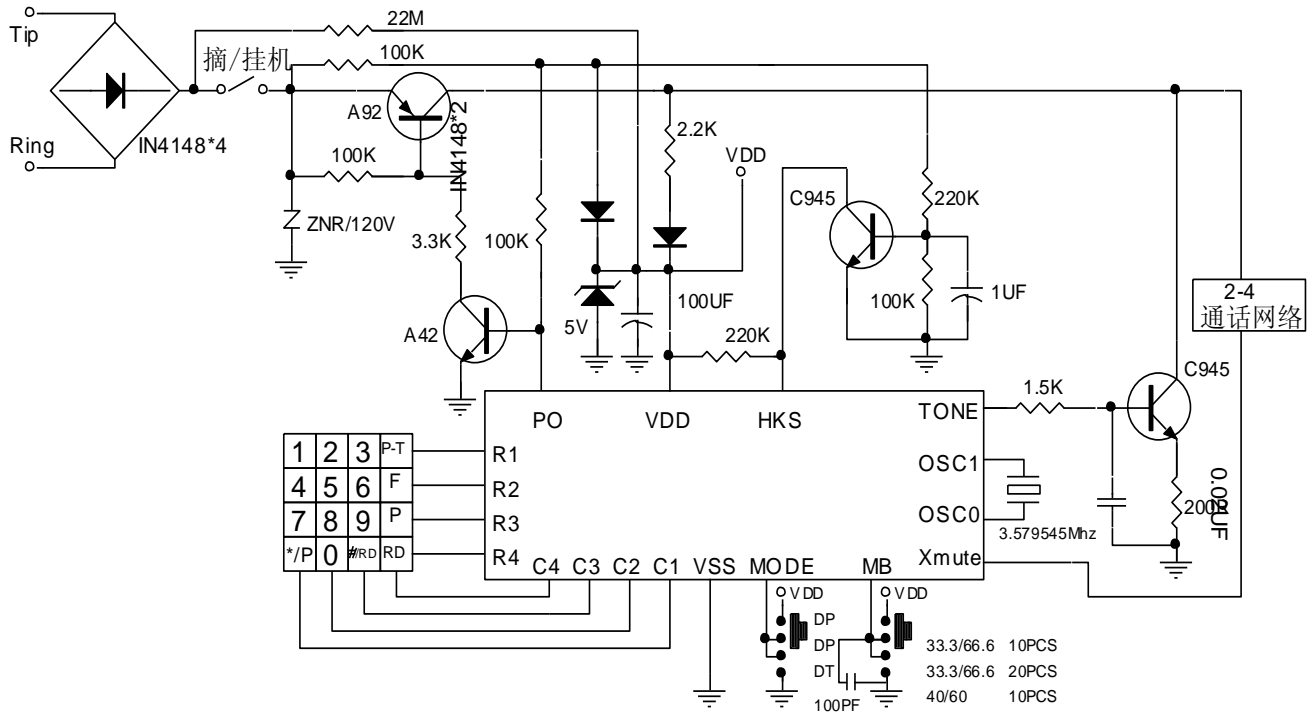 Tip
22M
摘/挂机
100K
A92
IN4148*2
2.2K
VDD
Ring
IN4148*4
100K
C945
220K
ZNR/120V
3.3K
100K
100K
1UF
2-4
通话网络
5V
100UF
A42
220K
C945
1.5K
PO
VDD
HKS
TONE
1 2 3 P-T
R1
OSC1
4 5 6 F
R2
0.02UF
7 8 9 P
R3
OSC0
200R
3.579545Mhz
*/P 0 #/RD RD
R4
C4 C3 C2 C1 VSS MODE MB
Xmute
VDD
VDD
DP
DP
33.3/66.6 10PCS
DT
33.3/66.6 20PCS
100PF
40/60 10PCS